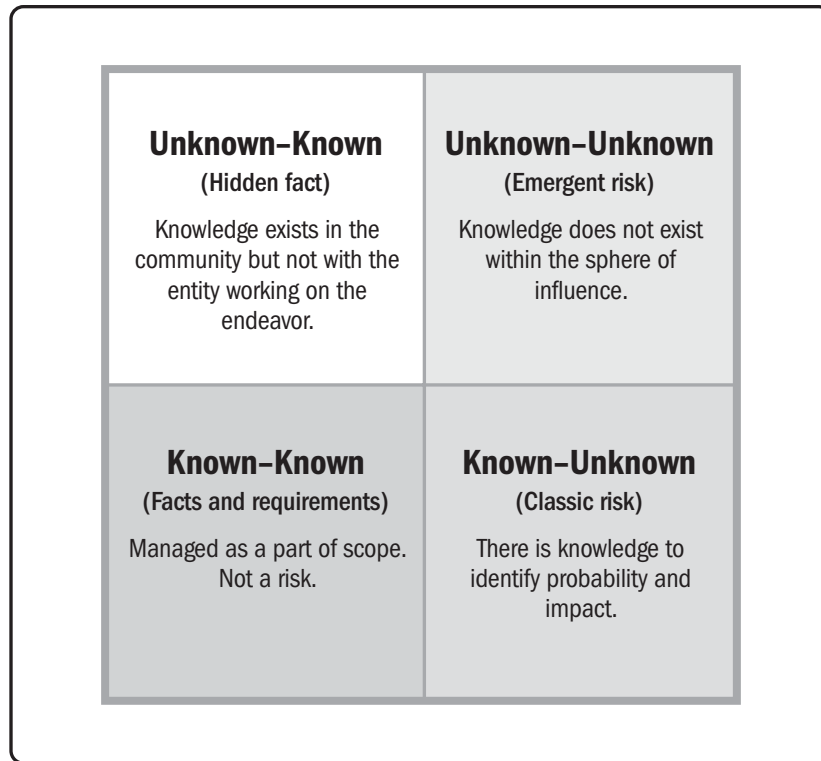 Unknown–Known
(Hidden fact)
Knowledge exists in the
community but not with the
entity working on the
endeavor.
Unknown–Unknown
(Emergent risk)
Knowledge does not exist
within the sphere of
influence.
Known–Known
(Facts and requirements)
Managed as a part of scope.
Not a risk.
Known–Unknown
(Classic risk)
There is knowledge to
identify probability and
impact.